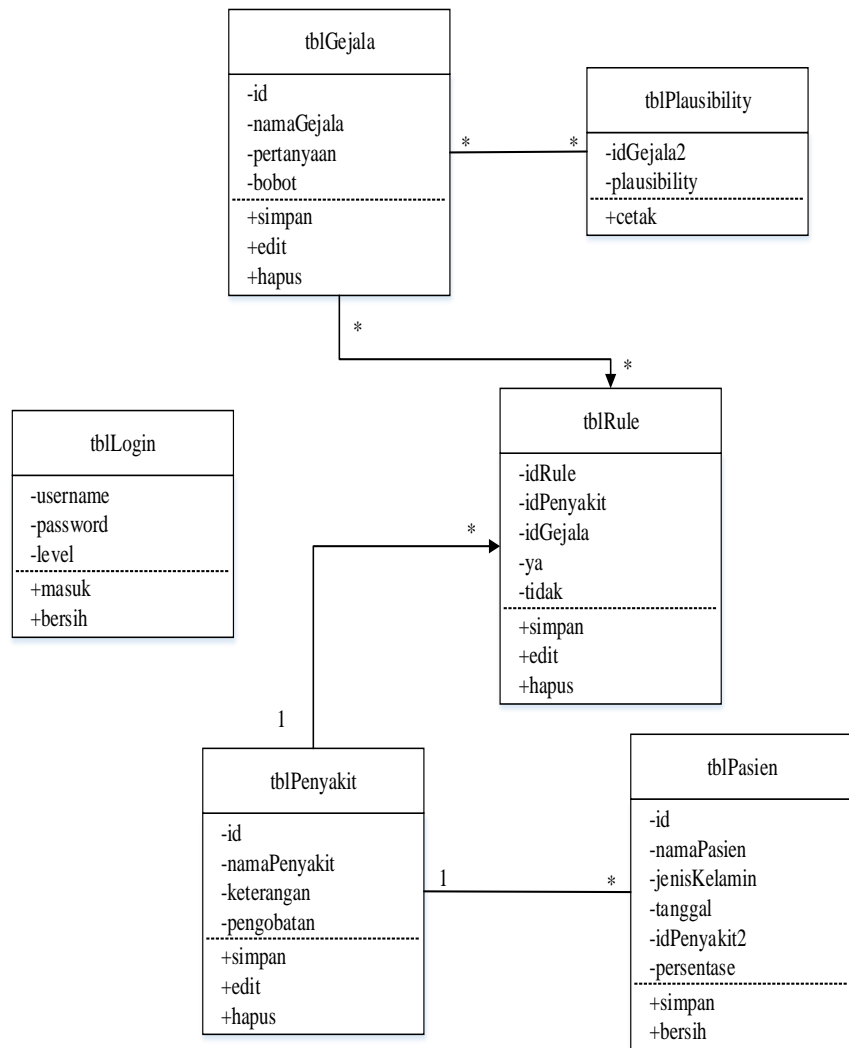 tblGejala
-id
-namaGejala
-pertanyaan
-bobot
+simpan
+edit
+hapus
*
*
tblPlausibility
-idGejala2
-plausibility
+cetak
*
*
tblRule
-idRule
-idPenyakit
-idGejala
-ya
-tidak
+simpan
+edit
+hapus
tblLogin
-username
-password
-level
+masuk
+bersih
*
1
tblPenyakit
-id
-namaPenyakit
-keterangan
-pengobatan
+simpan
+edit
+hapus
1
*
tblPasien
-id
-namaPasien
-jenisKelamin
-tanggal
-idPenyakit2
-persentase
+simpan
+bersih